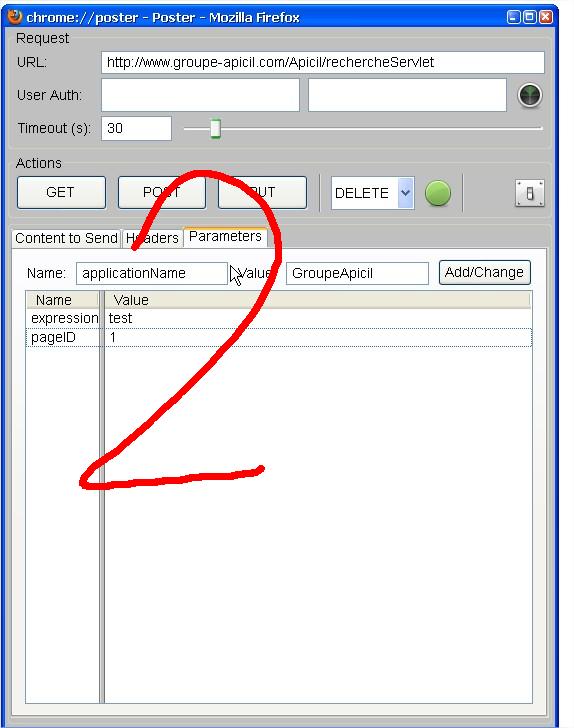 chrome://poster - Poster - Mozilla Firefox
Request
URL: http://www.groupe-apicil.com/Apicil/rechercheServlet
User Auth:
Timeout (s): 30
Actions
GET POST PUT DELETE
Content to Send Headers Parameters
Name: applicationName Value: GroupeApicil Add/Change
Name Value
expression test
pageID 1
2